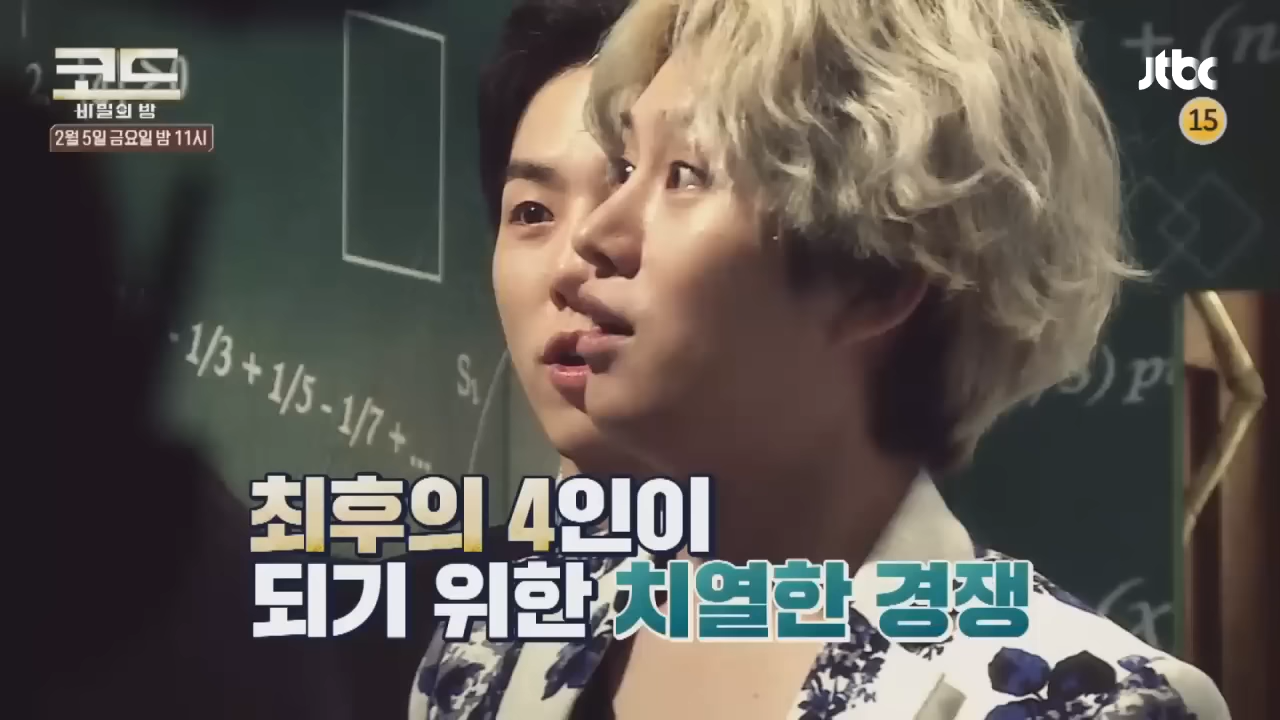 코드
비밀의 방
2월 5일 금요일 밤 11시
jtbc
15
- 1/3 + 1/5 - 1/7 + ...
S₁
최후의 4인이
되기 위한 치열한 경쟁